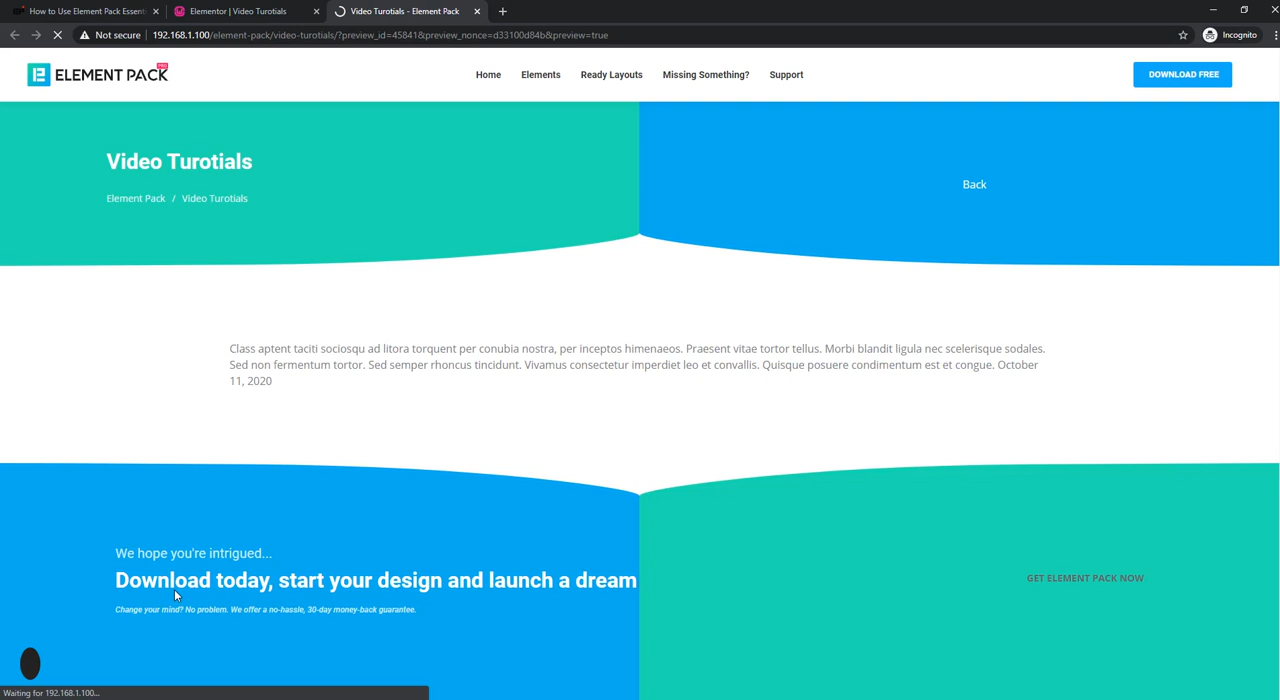 How to Use Element Pack Essent
Elementor | Video Turotials
Video Turotials - Element Pack
Not secure
192.168.1.100/element-pack/video-turotials/?preview_id=45841&preview_nonce=d33100d84b&preview=true
Incognito
ELEMENT PACK
PRO
Home
Elements
Ready Layouts
Missing Something?
Support
DOWNLOAD FREE
Video Turotials
Element Pack / Video Turotials
Back
Class aptent taciti sociosqu ad litora torquent per conubia nostra, per inceptos himenaeos. Praesent vitae tortor tellus. Morbi blandit ligula nec scelerisque sodales.
Sed non fermentum tortor. Sed semper rhoncus tincidunt. Vivamus consectetur imperdiet leo et convallis. Quisque posuere condimentum est et congue. October
11, 2020
We hope you're intrigued...
Download today, start your design and launch a dream
Change your mind? No problem. We offer a no-hassle, 30-day money-back guarantee.
GET ELEMENT PACK NOW
Waiting for 192.168.1.100...